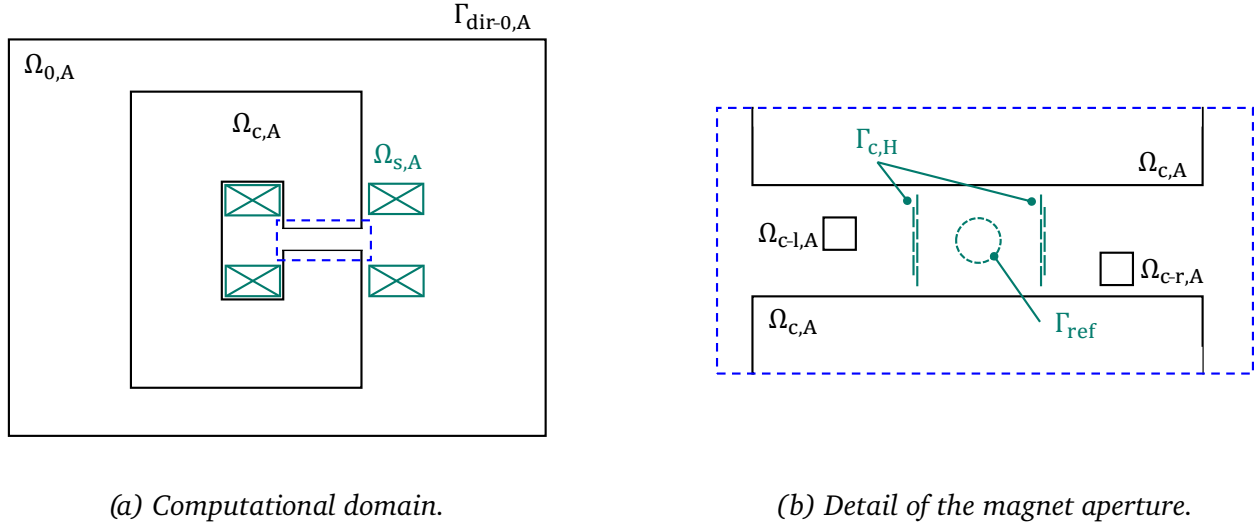 Γdir-0,A
Ω0,A
Ωc,A
Ωs,A
Γc,H
Ωc,A
Ωc-l,A
Ωc-r,A
Ωc,A
Γref
(a) Computational domain.
(b) Detail of the magnet aperture.